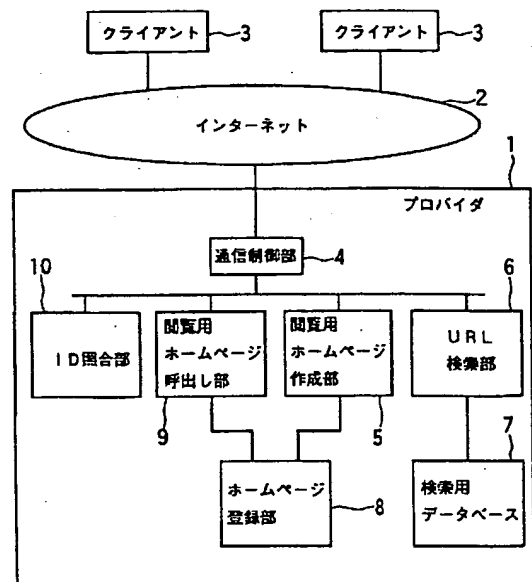 クライアント
3
クライアント
3
2
インターネット
1
プロバイダ
通信制御部
4
10
6
ID照合部
閲覧用
ホームページ
呼出し部
閲覧用
ホームページ
作成部
URL
検索部
9
5
7
ホームページ
登録部
8
検索用
データベース